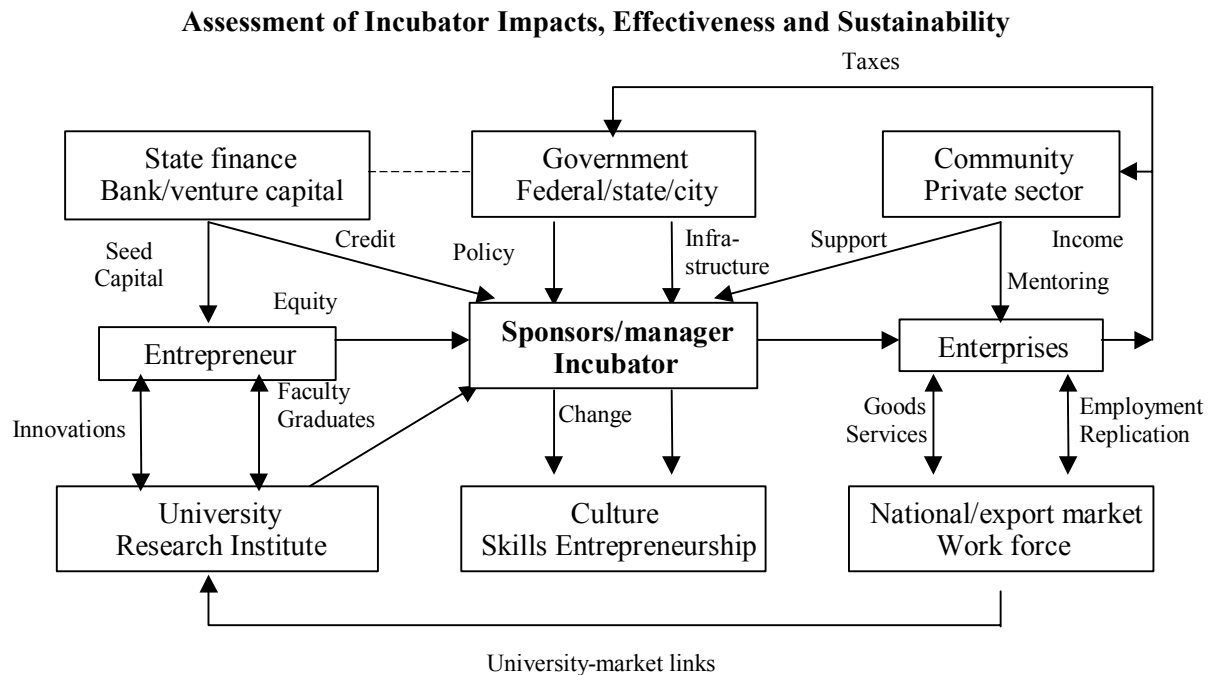 Assessment of Incubator Impacts, Effectiveness and Sustainability
Taxes
State finance
Bank/venture capital
Government
Federal/state/city
Community
Private sector
Seed
Capital
Credit
Policy
Infra-
structure
Support
Income
Mentoring
Equity
Entrepreneur
Sponsors/manager
Incubator
Enterprises
Innovations
Faculty
Graduates
Change
Goods
Services
Employment
Replication
University
Research Institute
Culture
Skills Entrepreneurship
National/export market
Work force
University-market links